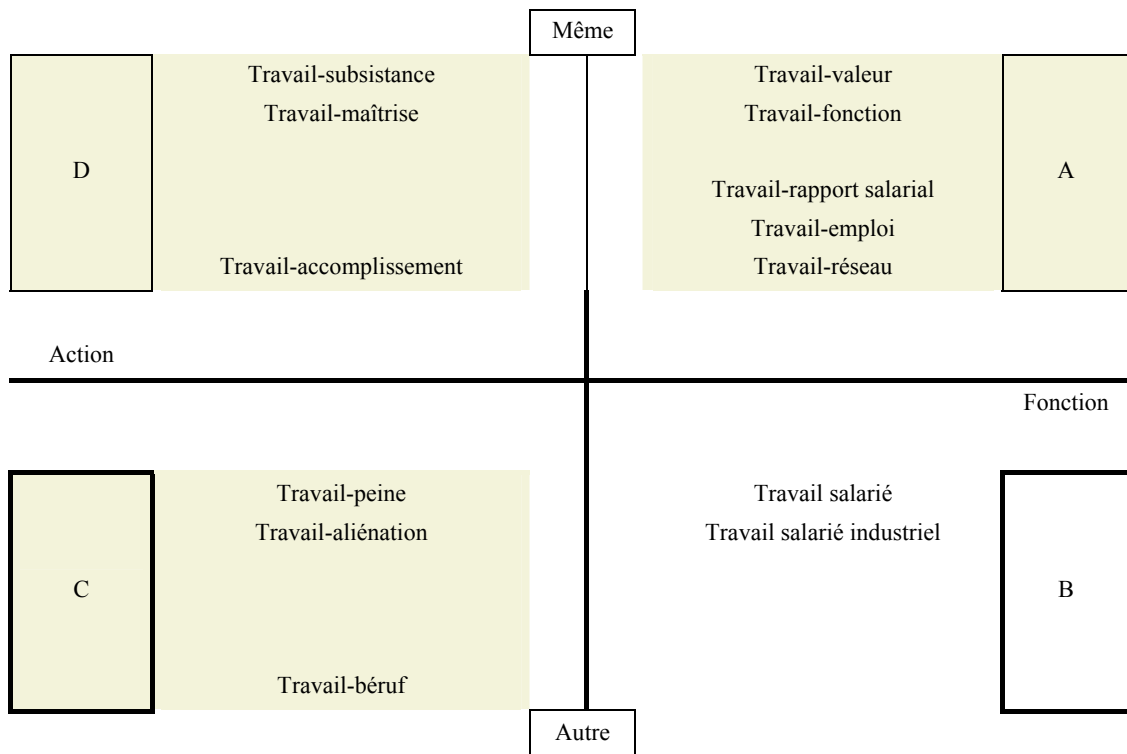 Même
Travail-subsistance
Travail-maîtrise
D
Travail-accomplissement
Travail-valeur
Travail-fonction
A
Travail-rapport salarial
Travail-emploi
Travail-réseau
Action
Fonction
Travail-peine
Travail-aliénation
C
Travail-béruf
Travail salarié
Travail salarié industriel
B
Autre